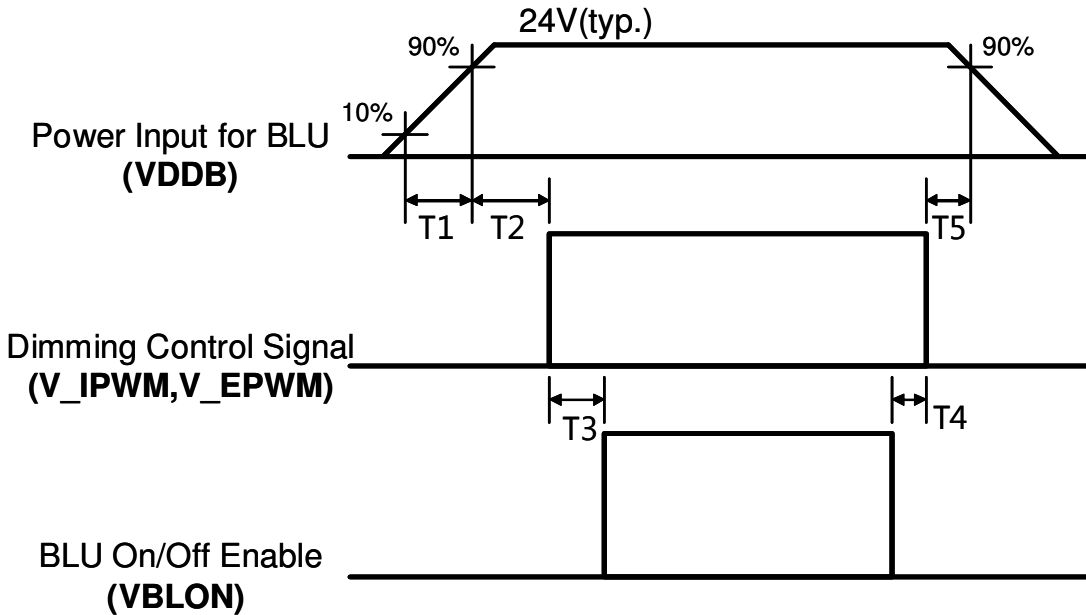 24V(typ.)
90%
90%
10%
Power Input for BLU
(VDDB)
T1
T2
T5
Dimming Control Signal
(V_IPWM,V_EPWM)
T3
T4
BLU On/Off Enable
(VBLON)